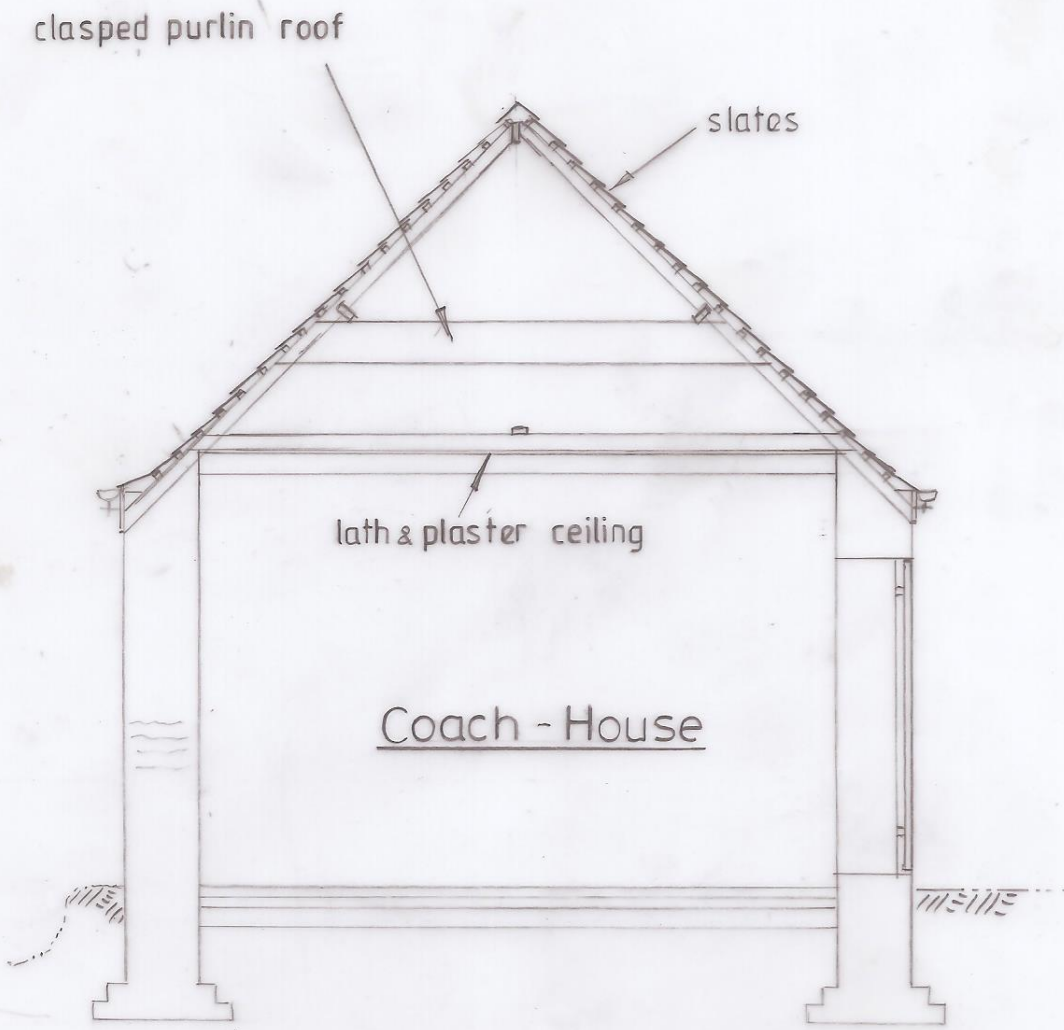 clasped purlin roof
slates
lath & plaster ceiling
Coach - House